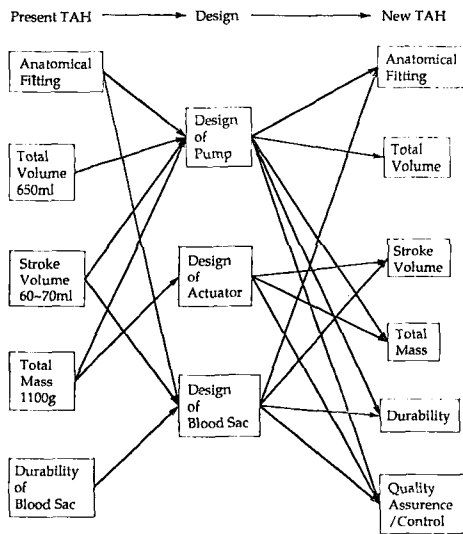 Present TAH Design New TAH
Anatomical
Fitting
Total
Volume
650ml
Stroke
Volume
60~70ml
Total
Mass
1100g
Durability
of
Blood Sac
Design
of
Pump
Design
of
Actuator
Design
of
Blood Sac
Anatomical
Fitting
Total
Volume
Stroke
Volume
Total
Mass
Durability
Quality
Assurence
/Control